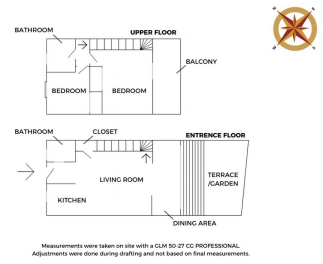 BATHROOM
UPPER FLOOR
BALCONY
BEDROOM
BEDROOM
BATHROOM
CLOSET
ENTRENCE FLOOR
LIVING ROOM
TERRACE
/GARDEN
KITCHEN
DINING AREA
Measurements were taken on site with a GLM 50-27 CG PROFESSIONAL.
Adjustments were done during drafting and not based on final measurements.